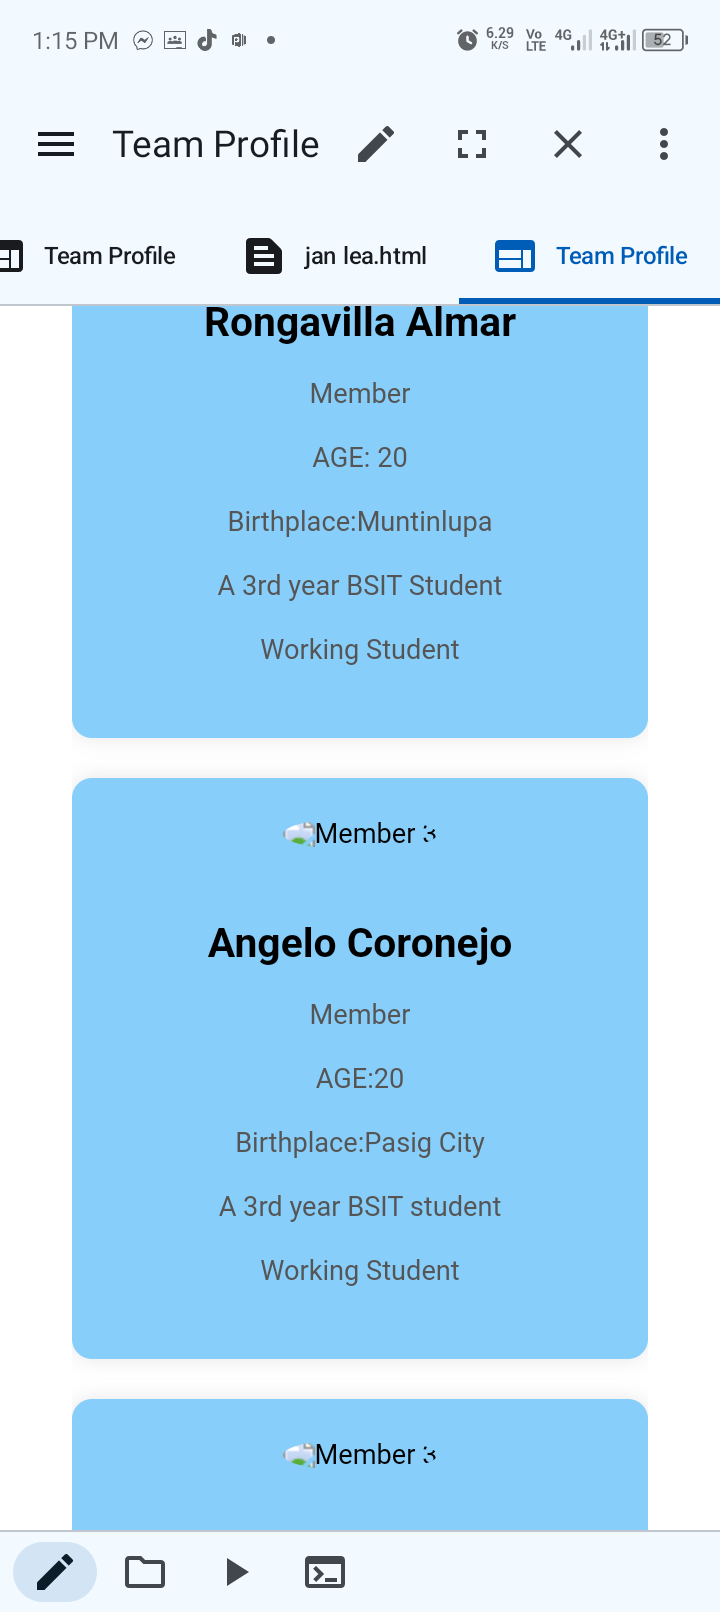 1:15 PM
6.29
K/S
Vo
LTE
4G
4G+
52
Team Profile
Team Profile
jan lea.html
Team Profile
Rongavilla Almar
Member
AGE: 20
Birthplace:Muntinlupa
A 3rd year BSIT Student
Working Student
Member 3
Angelo Coronejo
Member
AGE:20
Birthplace:Pasig City
A 3rd year BSIT student
Working Student
Member 3